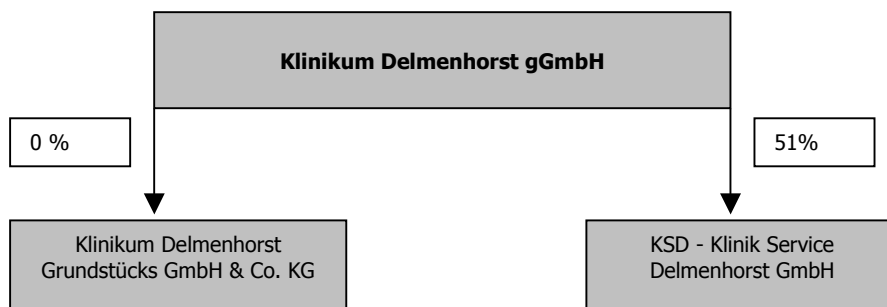 Klinikum Delmenhorst gGmbH
0 %
51%
Klinikum Delmenhorst
Grundstücks GmbH & Co. KG
KSD - Klinik Service
Delmenhorst GmbH